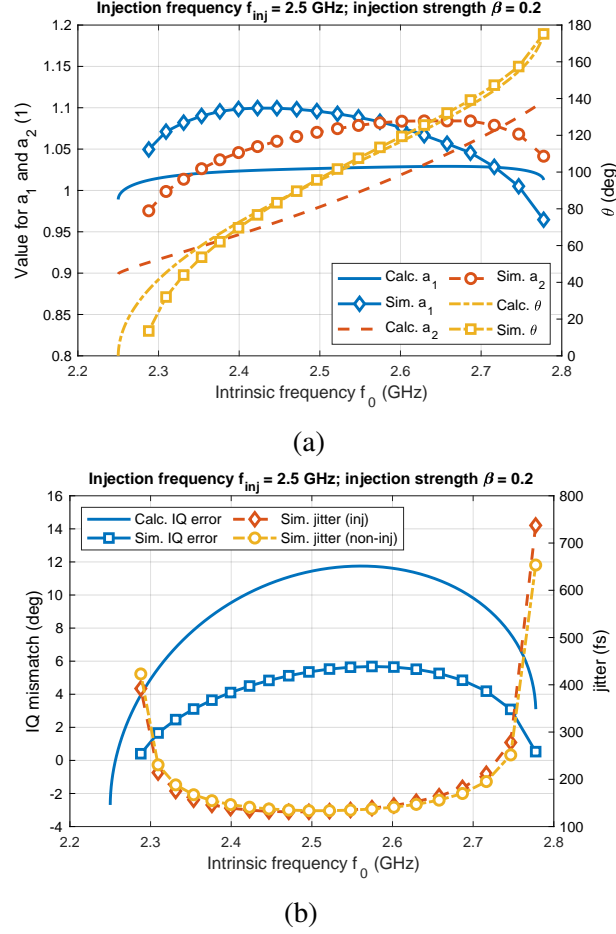 Injection frequency f_inj = 2.5 GHz; injection strength β = 0.2
1.2
1.15
1.1
1.05
1
0.95
0.9
0.85
0.8
Value for a_1 and a_2 (1)
180
160
140
120
100
80
60
40
20
0
θ (deg)
Calc. a_1
Sim. a_1
Calc. a_2
Sim. a_2
Calc. θ
Sim. θ
2.2 2.3 2.4 2.5 2.6 2.7 2.8
Intrinsic frequency f_0 (GHz)
(a)
Injection frequency f_inj = 2.5 GHz; injection strength β = 0.2
16
14
12
10
8
6
4
2
0
-2
-4
IQ mismatch (deg)
800
700
600
500
400
300
200
100
jitter (fs)
Calc. IQ error
Sim. IQ error
Sim. jitter (inj)
Sim. jitter (non-inj)
2.2 2.3 2.4 2.5 2.6 2.7 2.8
Intrinsic frequency f_0 (GHz)
(b)